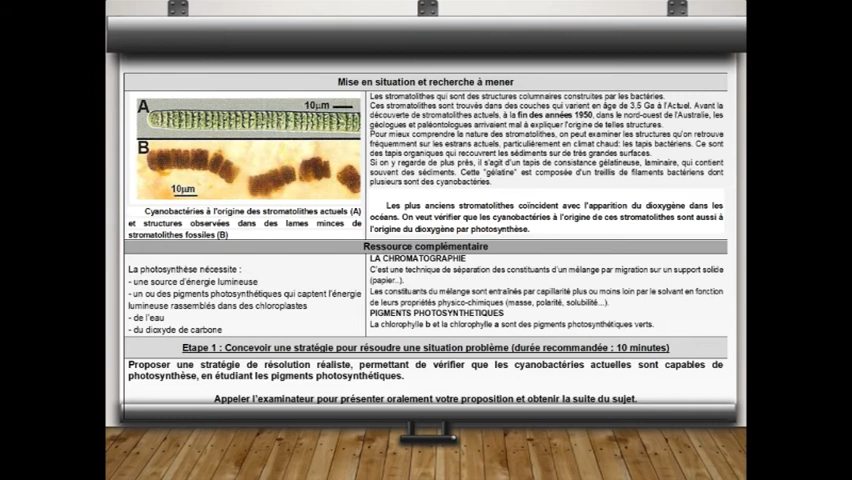 Mise en situation et recherche à mener
A
10µm
B
10µm
Cyanobactéries à l'origine des stromatolithes actuels (A)
et structures observées dans des lames minces de
stromatolithes fossiles (B)
Les stromatolithes qui sont des structures columnaires construites par les bactéries.
Ces stromatolithes sont trouvés dans des couches qui varient en âge de 3,5 Ga à l'Actuel. Avant la
découverte de stromatolithes actuels, à la fin des années 1950, dans le nord-ouest de l'Australie, les
géologues et paléontologues arrivaient mal à expliquer l'origine de telles structures.
Pour mieux comprendre la nature des stromatolithes, on peut examiner les structures qu'on retrouve
fréquemment sur les estrans actuels, particulièrement en climat chaud: les tapis bactériens. Ce sont
des tapis organiques qui recouvrent les sédiments sur de très grandes surfaces.
Si on y regarde de plus près, il s'agit d'un tapis de consistance gélatineuse, laminaire, qui contient
souvent des sédiments. Cette "gélatine" est composée d'un treillis de filaments bactériens dont
plusieurs sont des cyanobactéries.
Les plus anciens stromatolithes coïncident avec l'apparition du dioxygène dans les
océans. On veut vérifier que les cyanobactéries à l'origine de ces stromatolithes sont aussi à
l'origine du dioxygène par photosynthèse.
Ressource complémentaire
La photosynthèse nécessite :
- une source d'énergie lumineuse
- un ou des pigments photosynthétiques qui captent l'énergie
lumineuse rassemblés dans des chloroplastes
- de l'eau
- du dioxyde de carbone
LA CHROMATOGRAPHIE
C'est une technique de séparation des constituants d'un mélange par migration sur un support solide
(papier..).
Les constituants du mélange sont entraînés par capillarité plus ou moins loin par le solvant en fonction
de leurs propriétés physico-chimiques (masse, polarité, solubilité...).
PIGMENTS PHOTOSYNTHETIQUES
La chlorophylle b et la chlorophylle a sont des pigments photosynthétiques verts.
Etape 1 : Concevoir une stratégie pour résoudre une situation problème (durée recommandée : 10 minutes)
Proposer une stratégie de résolution réaliste, permettant de vérifier que les cyanobactéries actuelles sont capables de
photosynthèse, en étudiant les pigments photosynthétiques.
Appeler l'examinateur pour présenter oralement votre proposition et obtenir la suite du sujet.